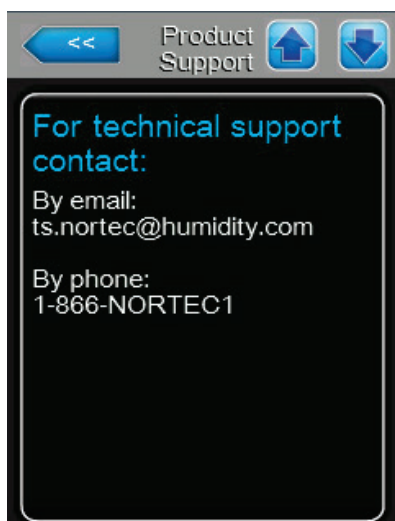 <<
Product
Support
For technical support
contact:
By email:
ts.nortec@humidity.com
By phone:
1-866-NORTEC1